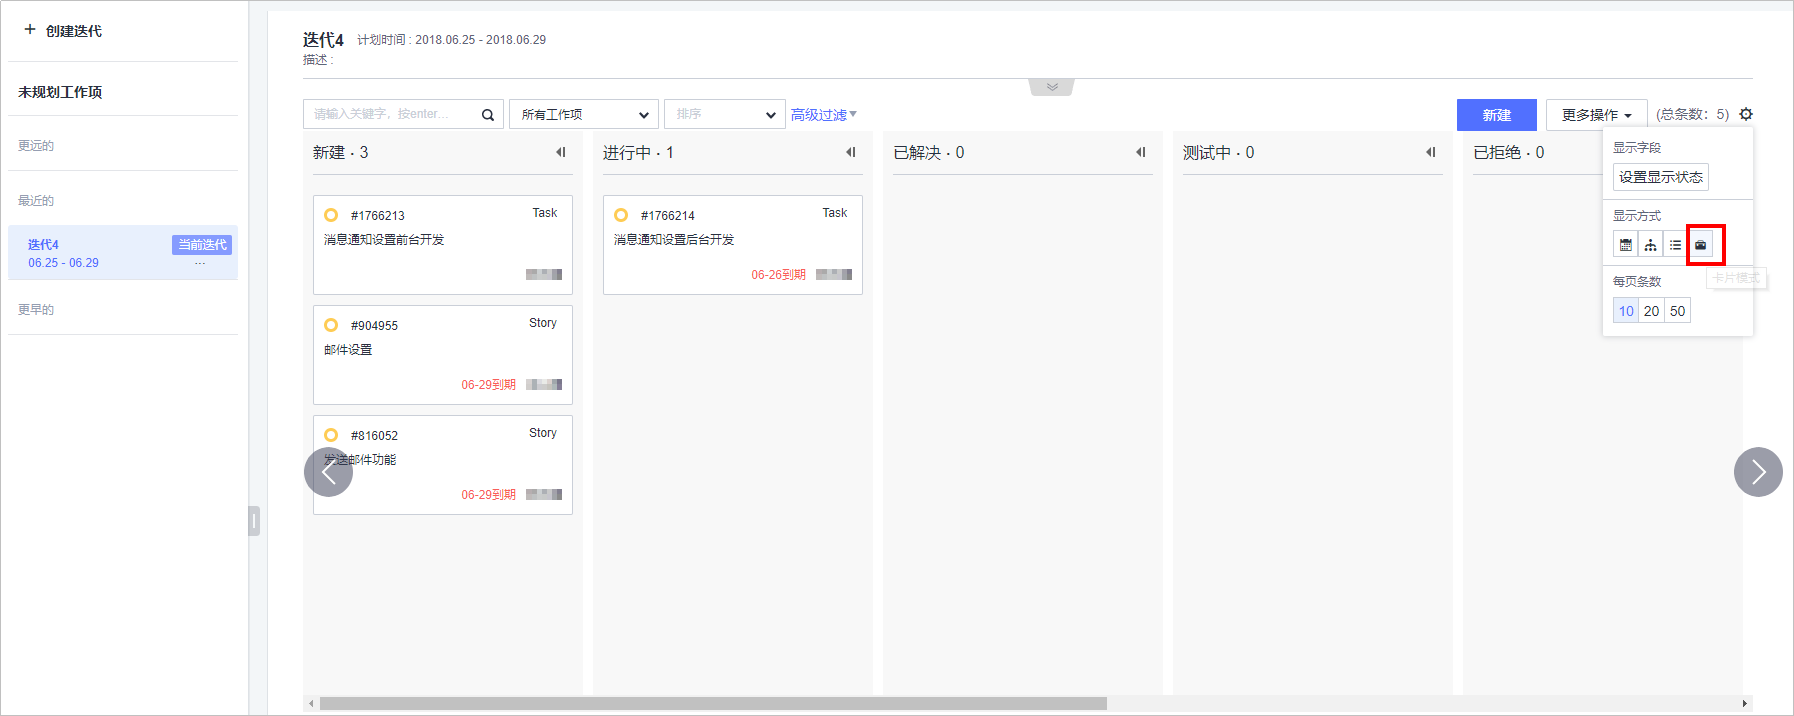 + 创建迭代
未规划工作项
更远的
最近的
迭代4 当前迭代
06.25 - 06.29 ...
更早的
迭代4 计划时间 : 2018.06.25 - 2018.06.29
描述 :
请输入关键字，按enter... 所有工作项 排序 高级过滤 新建 更多操作 (总条数：5)
新建 · 3
#1766213 Task
消息通知设置前台开发
#904955 Story
邮件设置
06-29到期
#816052 Story
发送邮件功能
06-29到期
进行中 · 1
#1766214 Task
消息通知设置后台开发
06-26到期
已解决 · 0
测试中 · 0
已拒绝 · 0
显示字段
设置显示状态
显示方式
卡片模式
每页条数
10 20 50